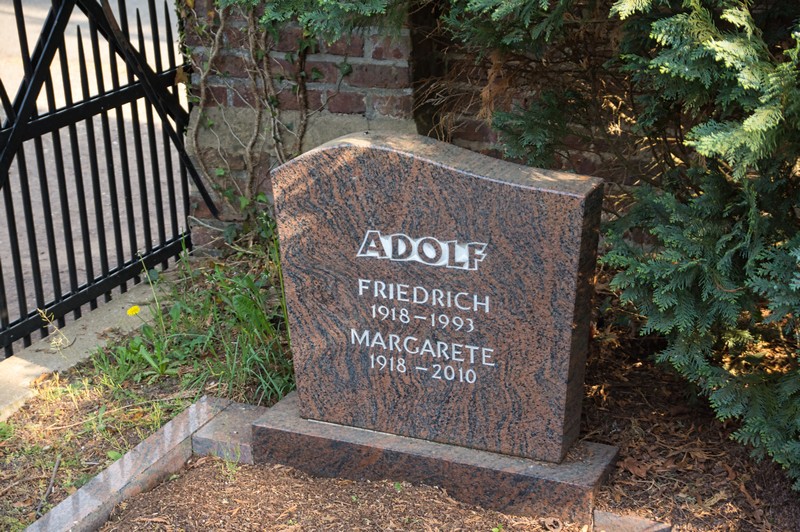 ADOLF
FRIEDRICH
1918-1993
MARGARETE
1918-2010